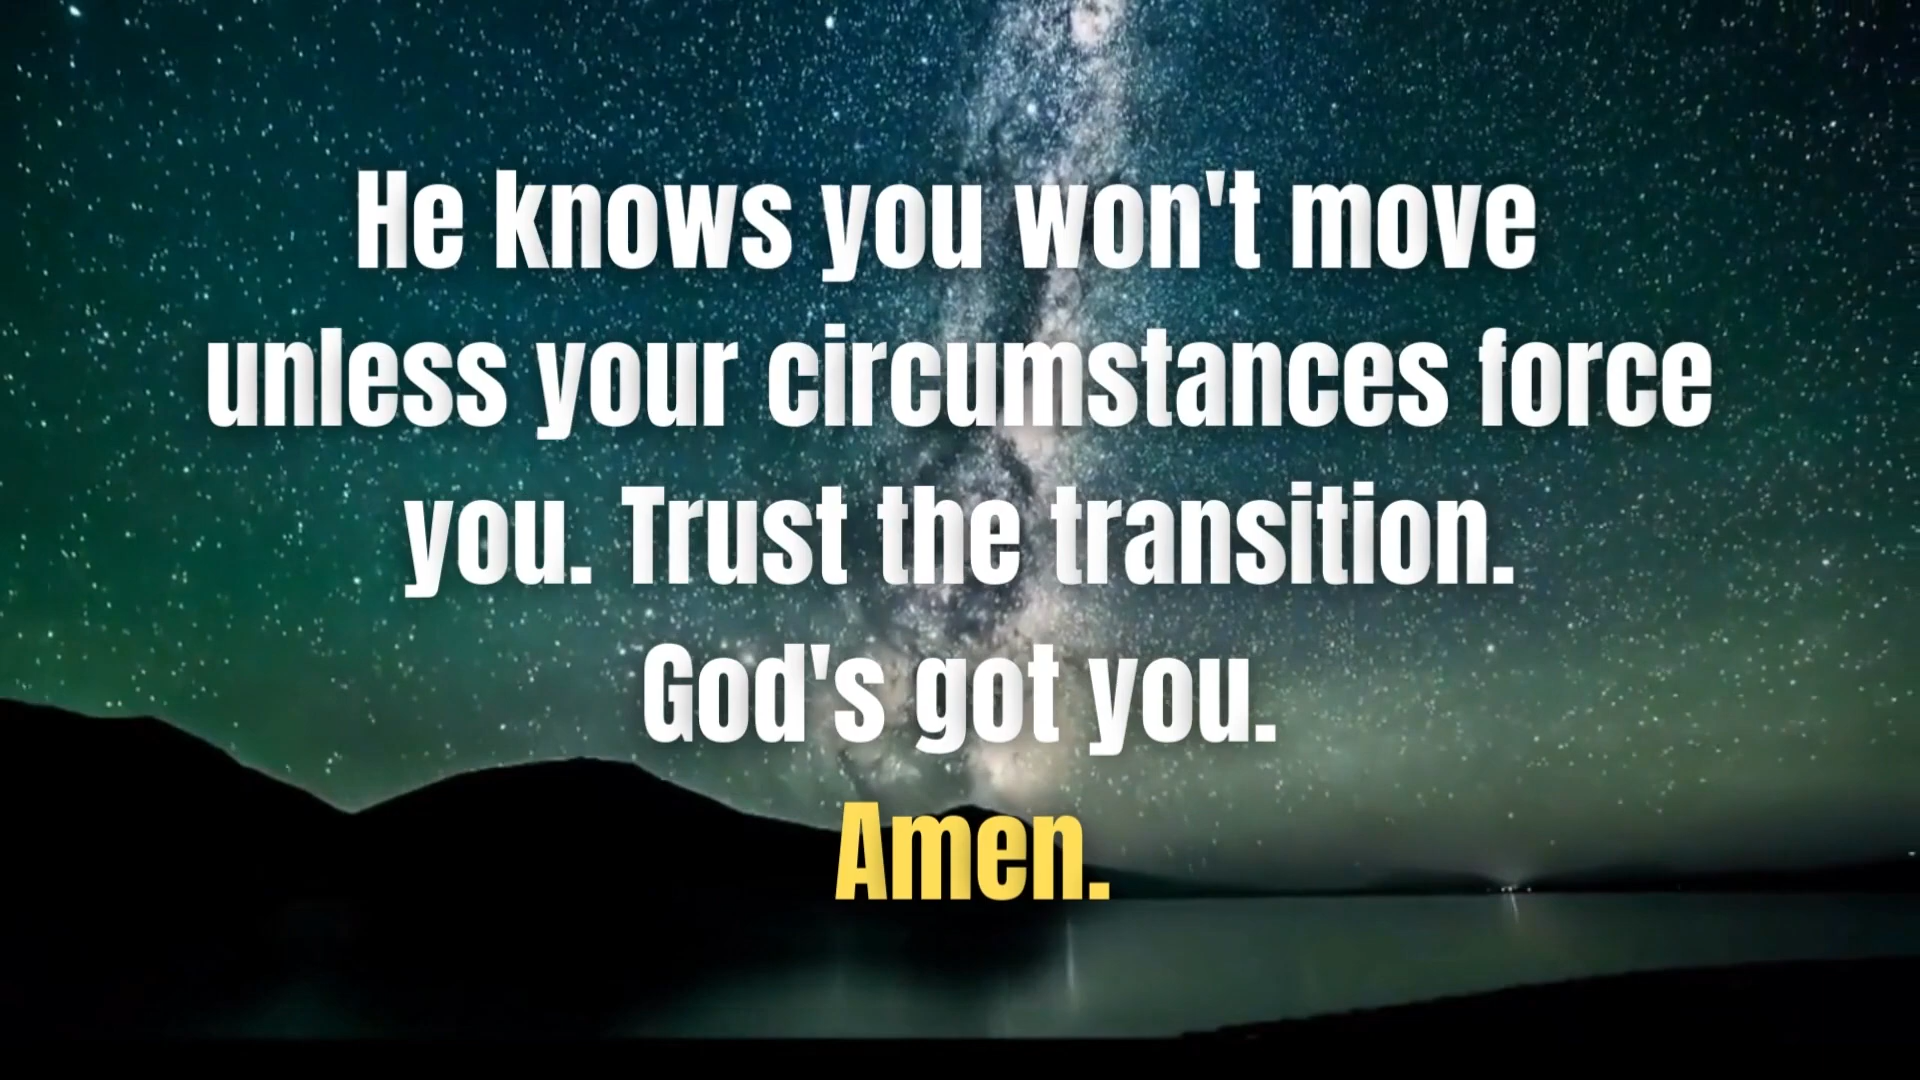 He knows you won't move
unless your circumstances force
you. Trust the transition.
God's got you.
Amen.